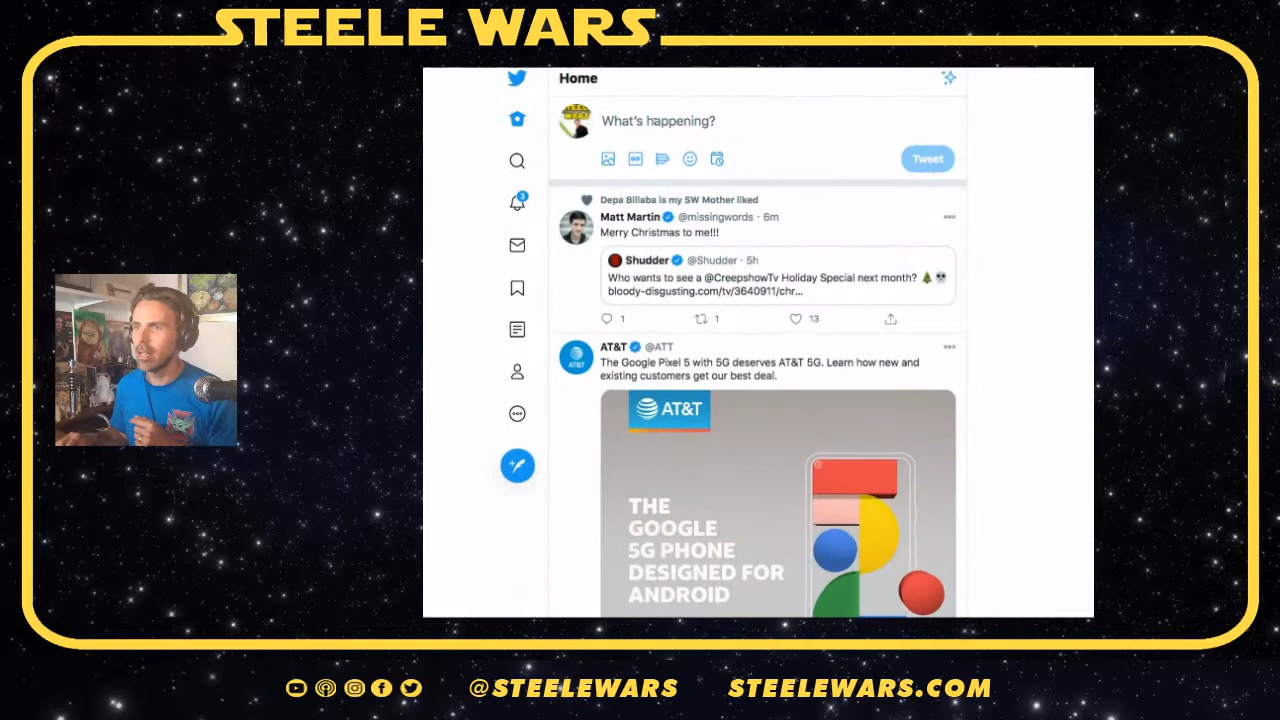 STEELE WARS
Home
What's happening?
GIF
Tweet
3
Depa Billaba is my SW Mother liked
Matt Martin @missingwords · 6m
Merry Christmas to me!!!
Shudder @Shudder · 5h
Who wants to see a @CreepshowTv Holiday Special next month? 🎄💀
bloody-disgusting.com/tv/3640911/chr...
1 1 13
AT&T @ATT
The Google Pixel 5 with 5G deserves AT&T 5G. Learn how new and
existing customers get our best deal.
AT&T
THE
GOOGLE
5G PHONE
DESIGNED FOR
ANDROID
@STEELEWARS STEELEWARS.COM